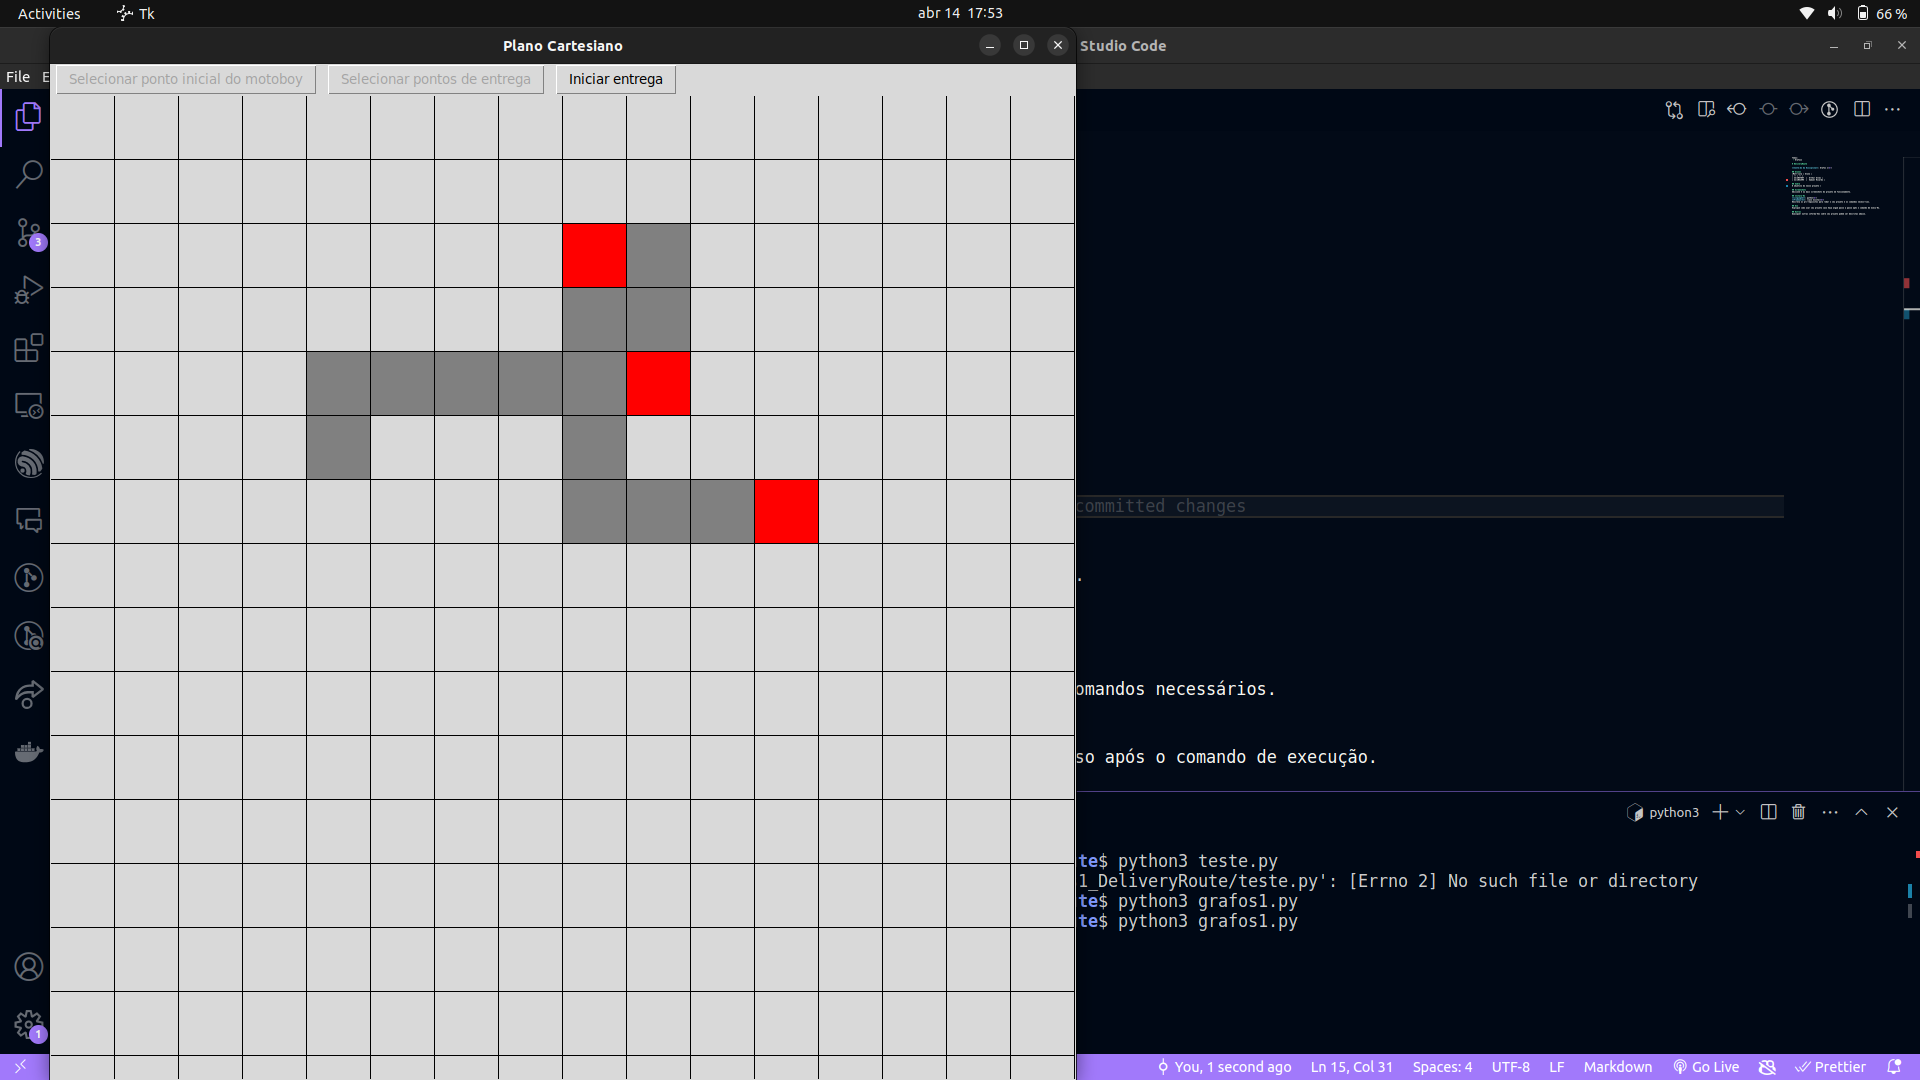 Activities
Tk
abr 14 17:53
66 %
Plano Cartesiano
Studio Code
File E
Selecionar ponto inicial do motoboy
Selecionar pontos de entrega
Iniciar entrega
3
committed changes
.
omandos necessários.
so após o comando de execução.
python3
te$ python3 teste.py
1_DeliveryRoute/teste.py': [Errno 2] No such file or directory
te$ python3 grafos1.py
te$ python3 grafos1.py
1
You, 1 second ago
Ln 15, Col 31
Spaces: 4
UTF-8
LF
Markdown
Go Live
Prettier